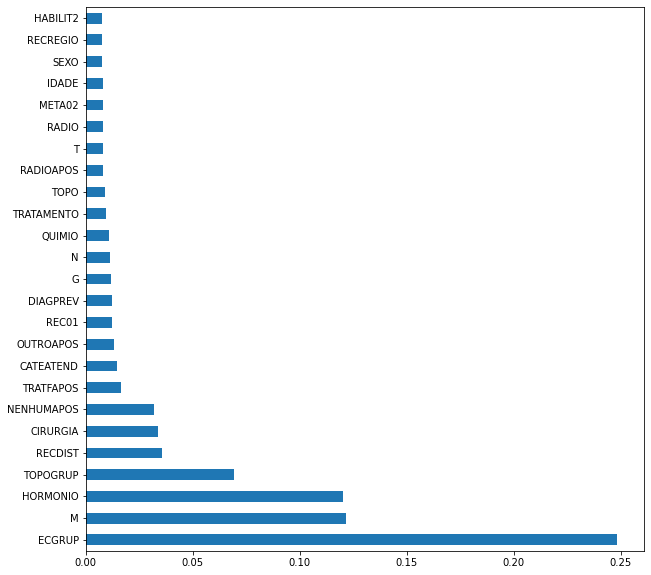 HABILIT2
RECREGIO
SEXO
IDADE
META02
RADIO
T
RADIOAPOS
TOPO
TRATAMENTO
QUIMIO
N
G
DIAGPREV
REC01
OUTROAPOS
CATEATEND
TRATFAPOS
NENHUMAPOS
CIRURGIA
RECDIST
TOPOGRUP
HORMONIO
M
ECGRUP
0.00 0.05 0.10 0.15 0.20 0.25